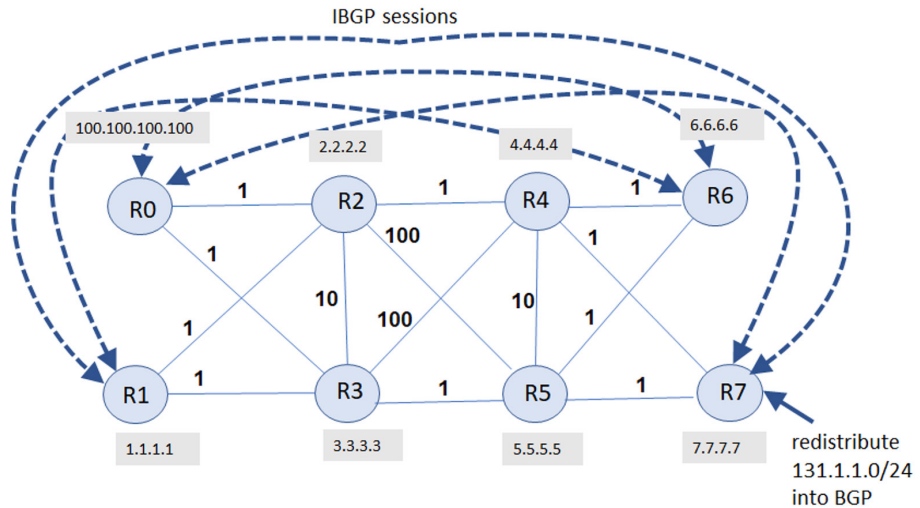 IBGP sessions
100.100.100.100
2.2.2.2
4.4.4.4
6.6.6.6
R0
1
R2
1
R4
1
R6
100
1
1
10
100
10
1
1
1
R1
R3
1
R5
1
R7
1.1.1.1
3.3.3.3
5.5.5.5
7.7.7.7
redistribute
131.1.1.0/24
into BGP